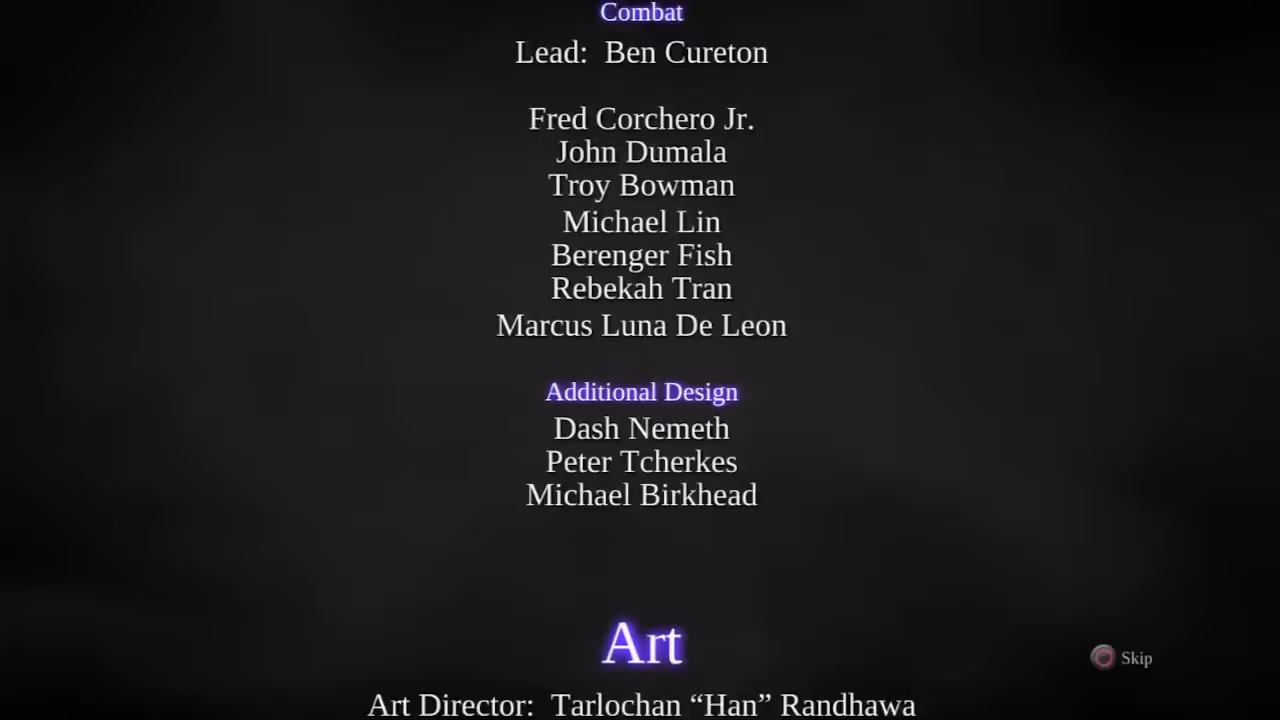 Combat
Lead:  Ben Cureton
Fred Corchero Jr.
John Dumala
Troy Bowman
Michael Lin
Berenger Fish
Rebekah Tran
Marcus Luna De Leon
Additional Design
Dash Nemeth
Peter Tcherkes
Michael Birkhead
Art
Skip
Art Director:  Tarlochan “Han” Randhawa